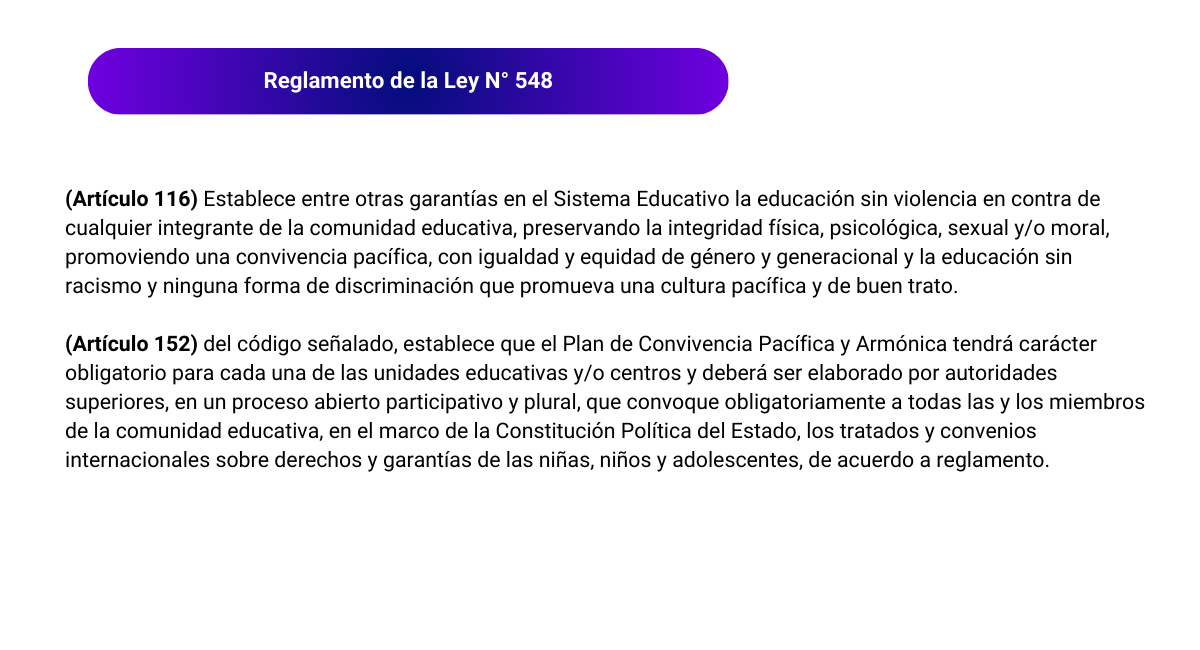 Reglamento de la Ley N° 548
(Artículo 116) Establece entre otras garantías en el Sistema Educativo la educación sin violencia en contra de
cualquier integrante de la comunidad educativa, preservando la integridad física, psicológica, sexual y/o moral,
promoviendo una convivencia pacífica, con igualdad y equidad de género y generacional y la educación sin
racismo y ninguna forma de discriminación que promueva una cultura pacífica y de buen trato.
(Artículo 152) del código señalado, establece que el Plan de Convivencia Pacífica y Armónica tendrá carácter
obligatorio para cada una de las unidades educativas y/o centros y deberá ser elaborado por autoridades
superiores, en un proceso abierto participativo y plural, que convoque obligatoriamente a todas las y los miembros
de la comunidad educativa, en el marco de la Constitución Política del Estado, los tratados y convenios
internacionales sobre derechos y garantías de las niñas, niños y adolescentes, de acuerdo a reglamento.